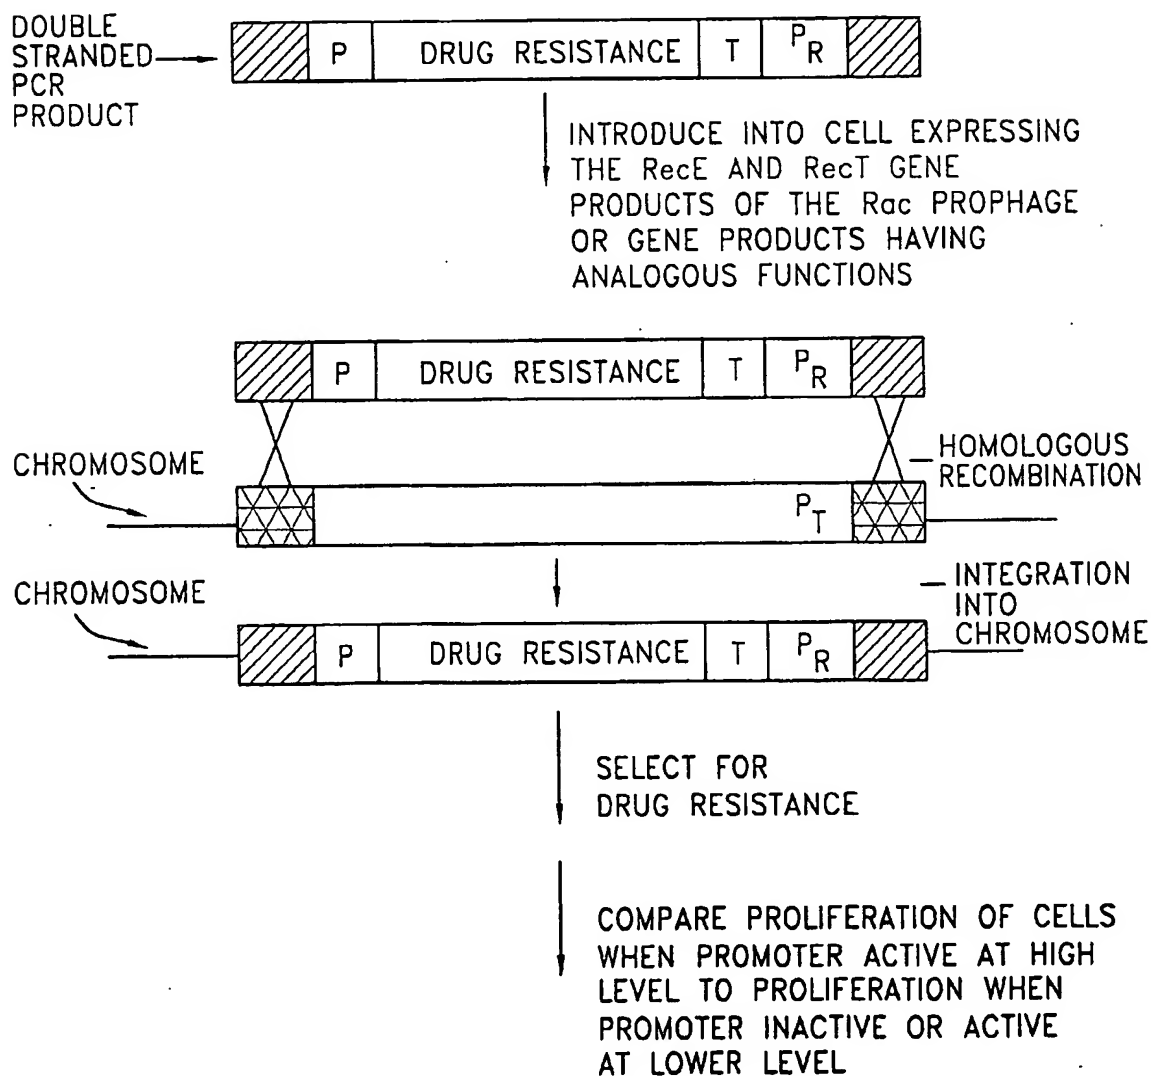 DOUBLE
STRANDED
PCR
PRODUCT
P DRUG RESISTANCE T PR
INTRODUCE INTO CELL EXPRESSING
THE RecE AND RecT GENE
PRODUCTS OF THE Rac PROPHAGE
OR GENE PRODUCTS HAVING
ANALOGOUS FUNCTIONS
P DRUG RESISTANCE T PR
HOMOLOGOUS
RECOMBINATION
CHROMOSOME
PT
INTEGRATION
INTO
CHROMOSOME
CHROMOSOME
P DRUG RESISTANCE T PR
SELECT FOR
DRUG RESISTANCE
COMPARE PROLIFERATION OF CELLS
WHEN PROMOTER ACTIVE AT HIGH
LEVEL TO PROLIFERATION WHEN
PROMOTER INACTIVE OR ACTIVE
AT LOWER LEVEL